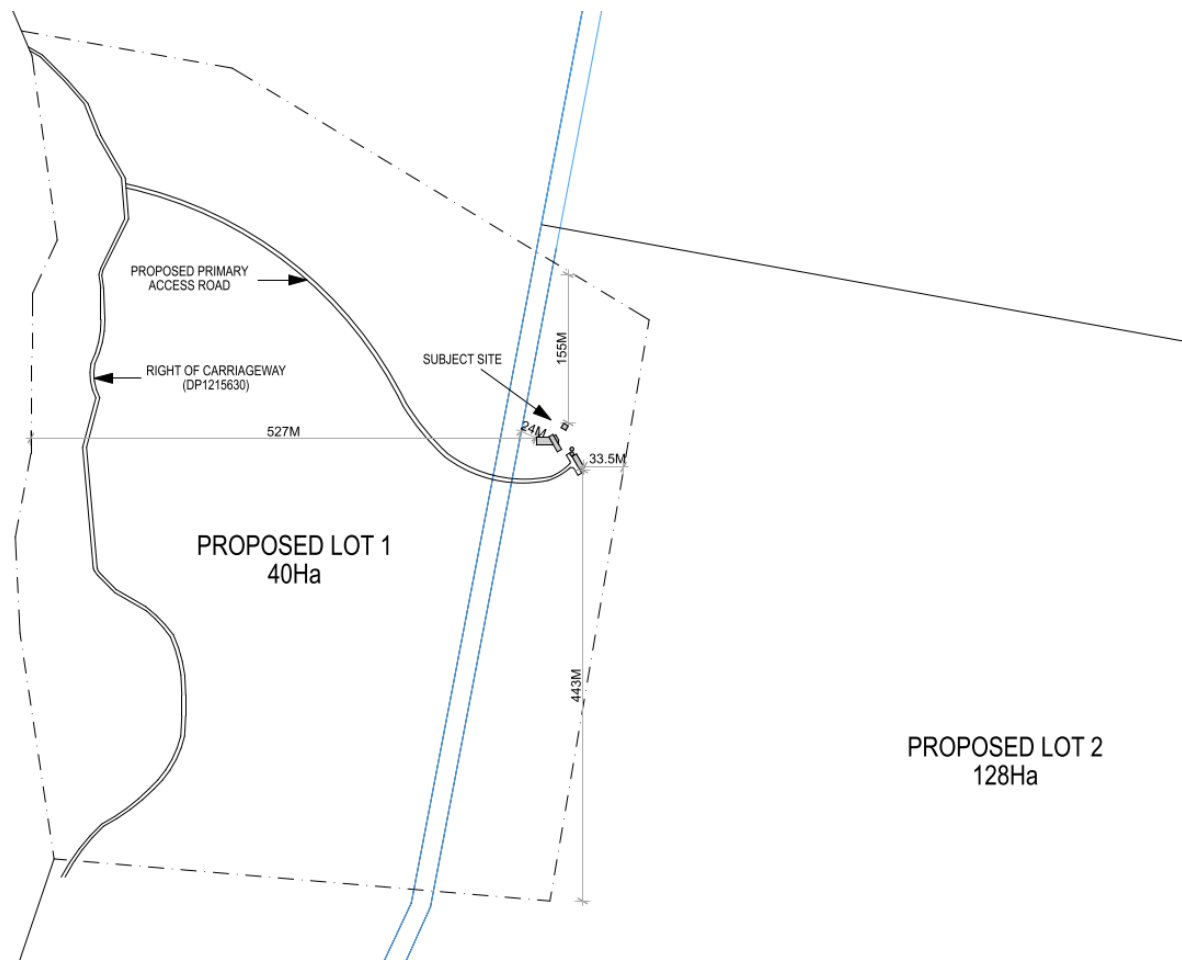 PROPOSED PRIMARY
ACCESS ROAD
155M
SUBJECT SITE
RIGHT OF CARRIAGEWAY
(DP1215630)
527M
24M
33.5M
PROPOSED LOT 1
40Ha
443M
PROPOSED LOT 2
128Ha